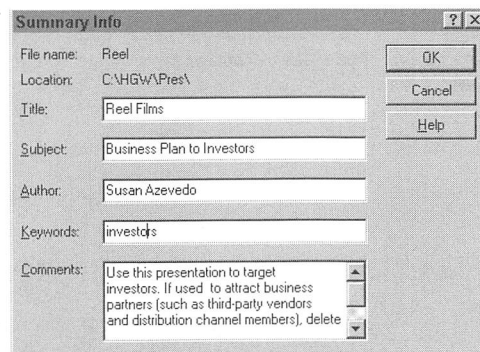 Summary Info
File name: Reel
OK
Location: C:\HGW\Pres\
Cancel
Title: Reel Films
Help
Subject: Business Plan to Investors
Author: Susan Azevedo
Keywords: investors
Comments: Use this presentation to target
investors. If used to attract business
partners (such as third-party vendors
and distribution channel members), delete